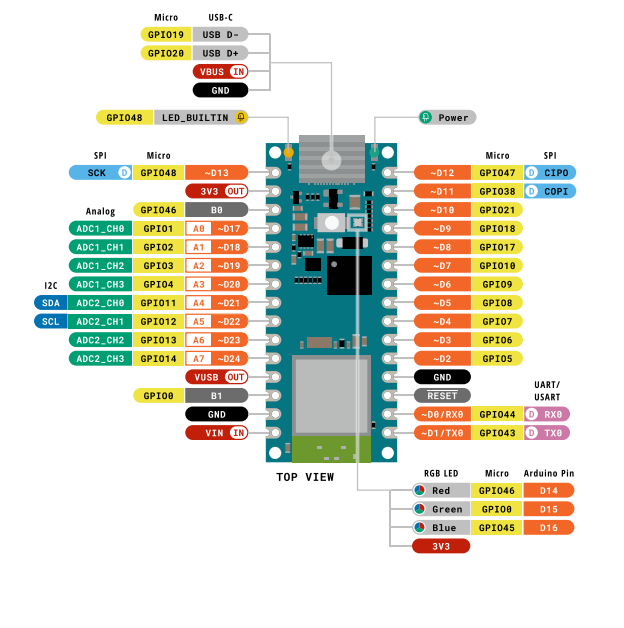 Micro USB-C
GPIO19 USB D-
GPIO20 USB D+
VBUS IN
GND
GPIO48 LED_BUILTIN
Power
SPI Micro
SCK D GPIO48 ~D13
3V3 OUT
Analog GPIO46 B0
ADC1_CH0 GPIO1 A0 ~D17
ADC1_CH1 GPIO2 A1 ~D18
ADC1_CH2 GPIO3 A2 ~D19
I2C ADC1_CH3 GPIO4 A3 ~D20
SDA ADC2_CH0 GPIO11 A4 ~D21
SCL ADC2_CH1 GPIO12 A5 ~D22
ADC2_CH2 GPIO13 A6 ~D23
ADC2_CH3 GPIO14 A7 ~D24
VUSB OUT
GPIO0 B1
GND
VIN IN
Micro SPI
~D12 GPIO47 D CIPO
~D11 GPIO38 D COPI
~D10 GPIO21
~D9 GPIO18
~D8 GPIO17
~D7 GPIO10
~D6 GPIO9
~D5 GPIO8
~D4 GPIO7
~D3 GPIO6
~D2 GPIO5
GND
UART/
USART
RESET
~D0/RX0 GPIO44 D RX0
~D1/TX0 GPIO43 D TX0
TOP VIEW
RGB LED Micro Arduino Pin
Red GPIO46 D14
Green GPIO0 D15
Blue GPIO45 D16
3V3